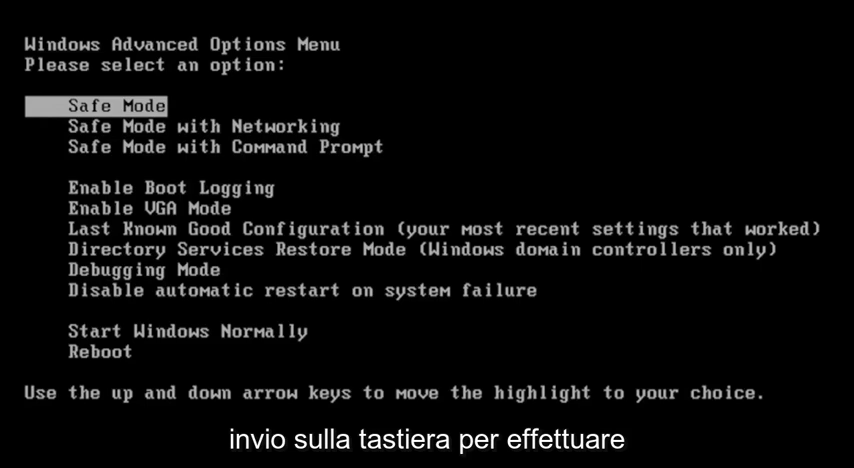 Windows Advanced Options Menu
Please select an option:
Safe Mode
Safe Mode with Networking
Safe Mode with Command Prompt
Enable Boot Logging
Enable VGA Mode
Last Known Good Configuration (your most recent settings that worked)
Directory Services Restore Mode (Windows domain controllers only)
Debugging Mode
Disable automatic restart on system failure
Start Windows Normally
Reboot
Use the up and down arrow keys to move the highlight to your choice.
invio sulla tastiera per effettuare